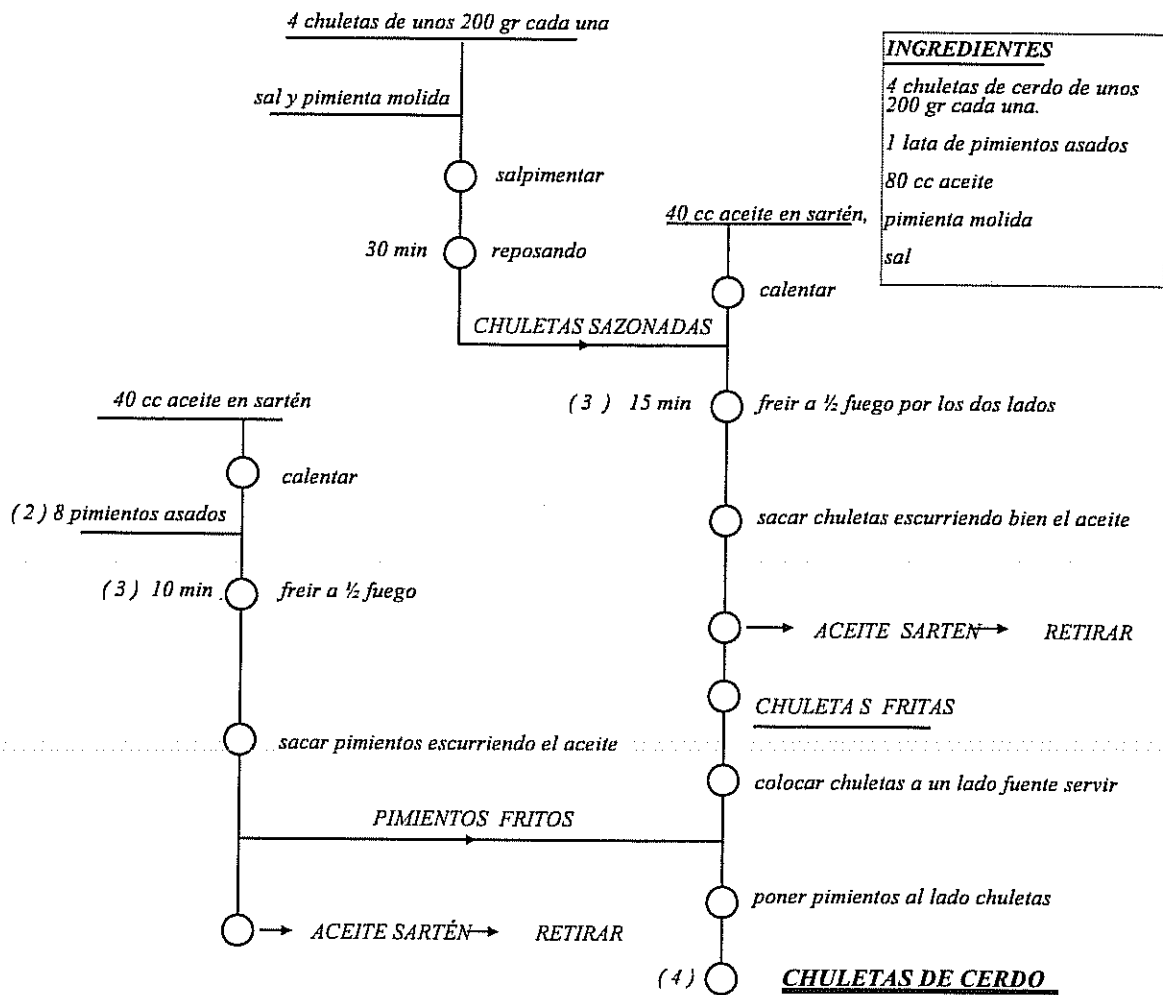 4 chuletas de unos 200 gr cada una
sal y pimienta molida
salpimentar
30 min reposando
CHULETAS SAZONADAS
INGREDIENTES
4 chuletas de cerdo de unos
200 gr cada una.
1 lata de pimientos asados
80 cc aceite
pimienta molida
sal
40 cc aceite en sartén,
calentar
(3) 15 min freir a ½ fuego por los dos lados
sacar chuletas escurriendo bien el aceite
ACEITE SARTEN RETIRAR
CHULETA S FRITAS
colocar chuletas a un lado fuente servir
40 cc aceite en sartén
calentar
(2) 8 pimientos asados
(3) 10 min freir a ½ fuego
sacar pimientos escurriendo el aceite
PIMIENTOS FRITOS
ACEITE SARTÉN RETIRAR
poner pimientos al lado chuletas
(4) CHULETAS DE CERDO